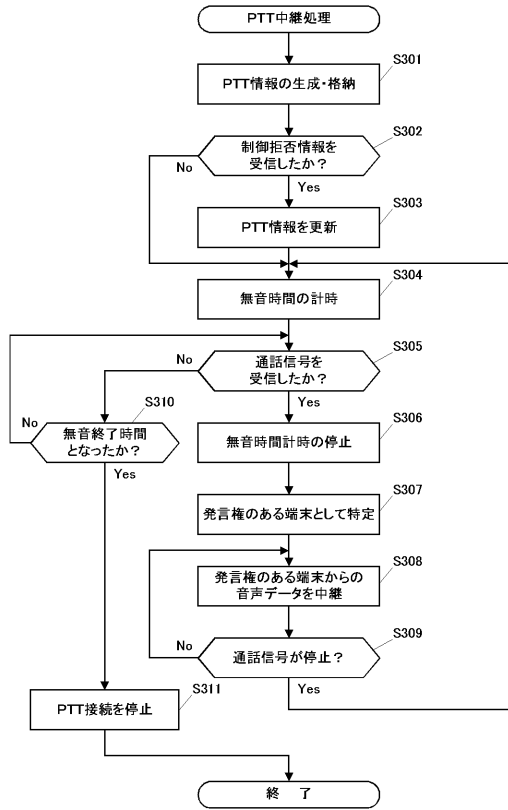 PTT中継処理
S301
PTT情報の生成・格納
S302
制御拒否情報を
受信したか？
No
Yes
S303
PTT情報を更新
S304
無音時間の計時
S305
通話信号を
受信したか？
No
Yes
S310
無音終了時間
となったか？
No
Yes
S306
無音時間計時の停止
S307
発言権のある端末として特定
S308
発言権のある端末からの
音声データを中継
S309
通話信号が停止？
No
Yes
S311
PTT接続を停止
終 了